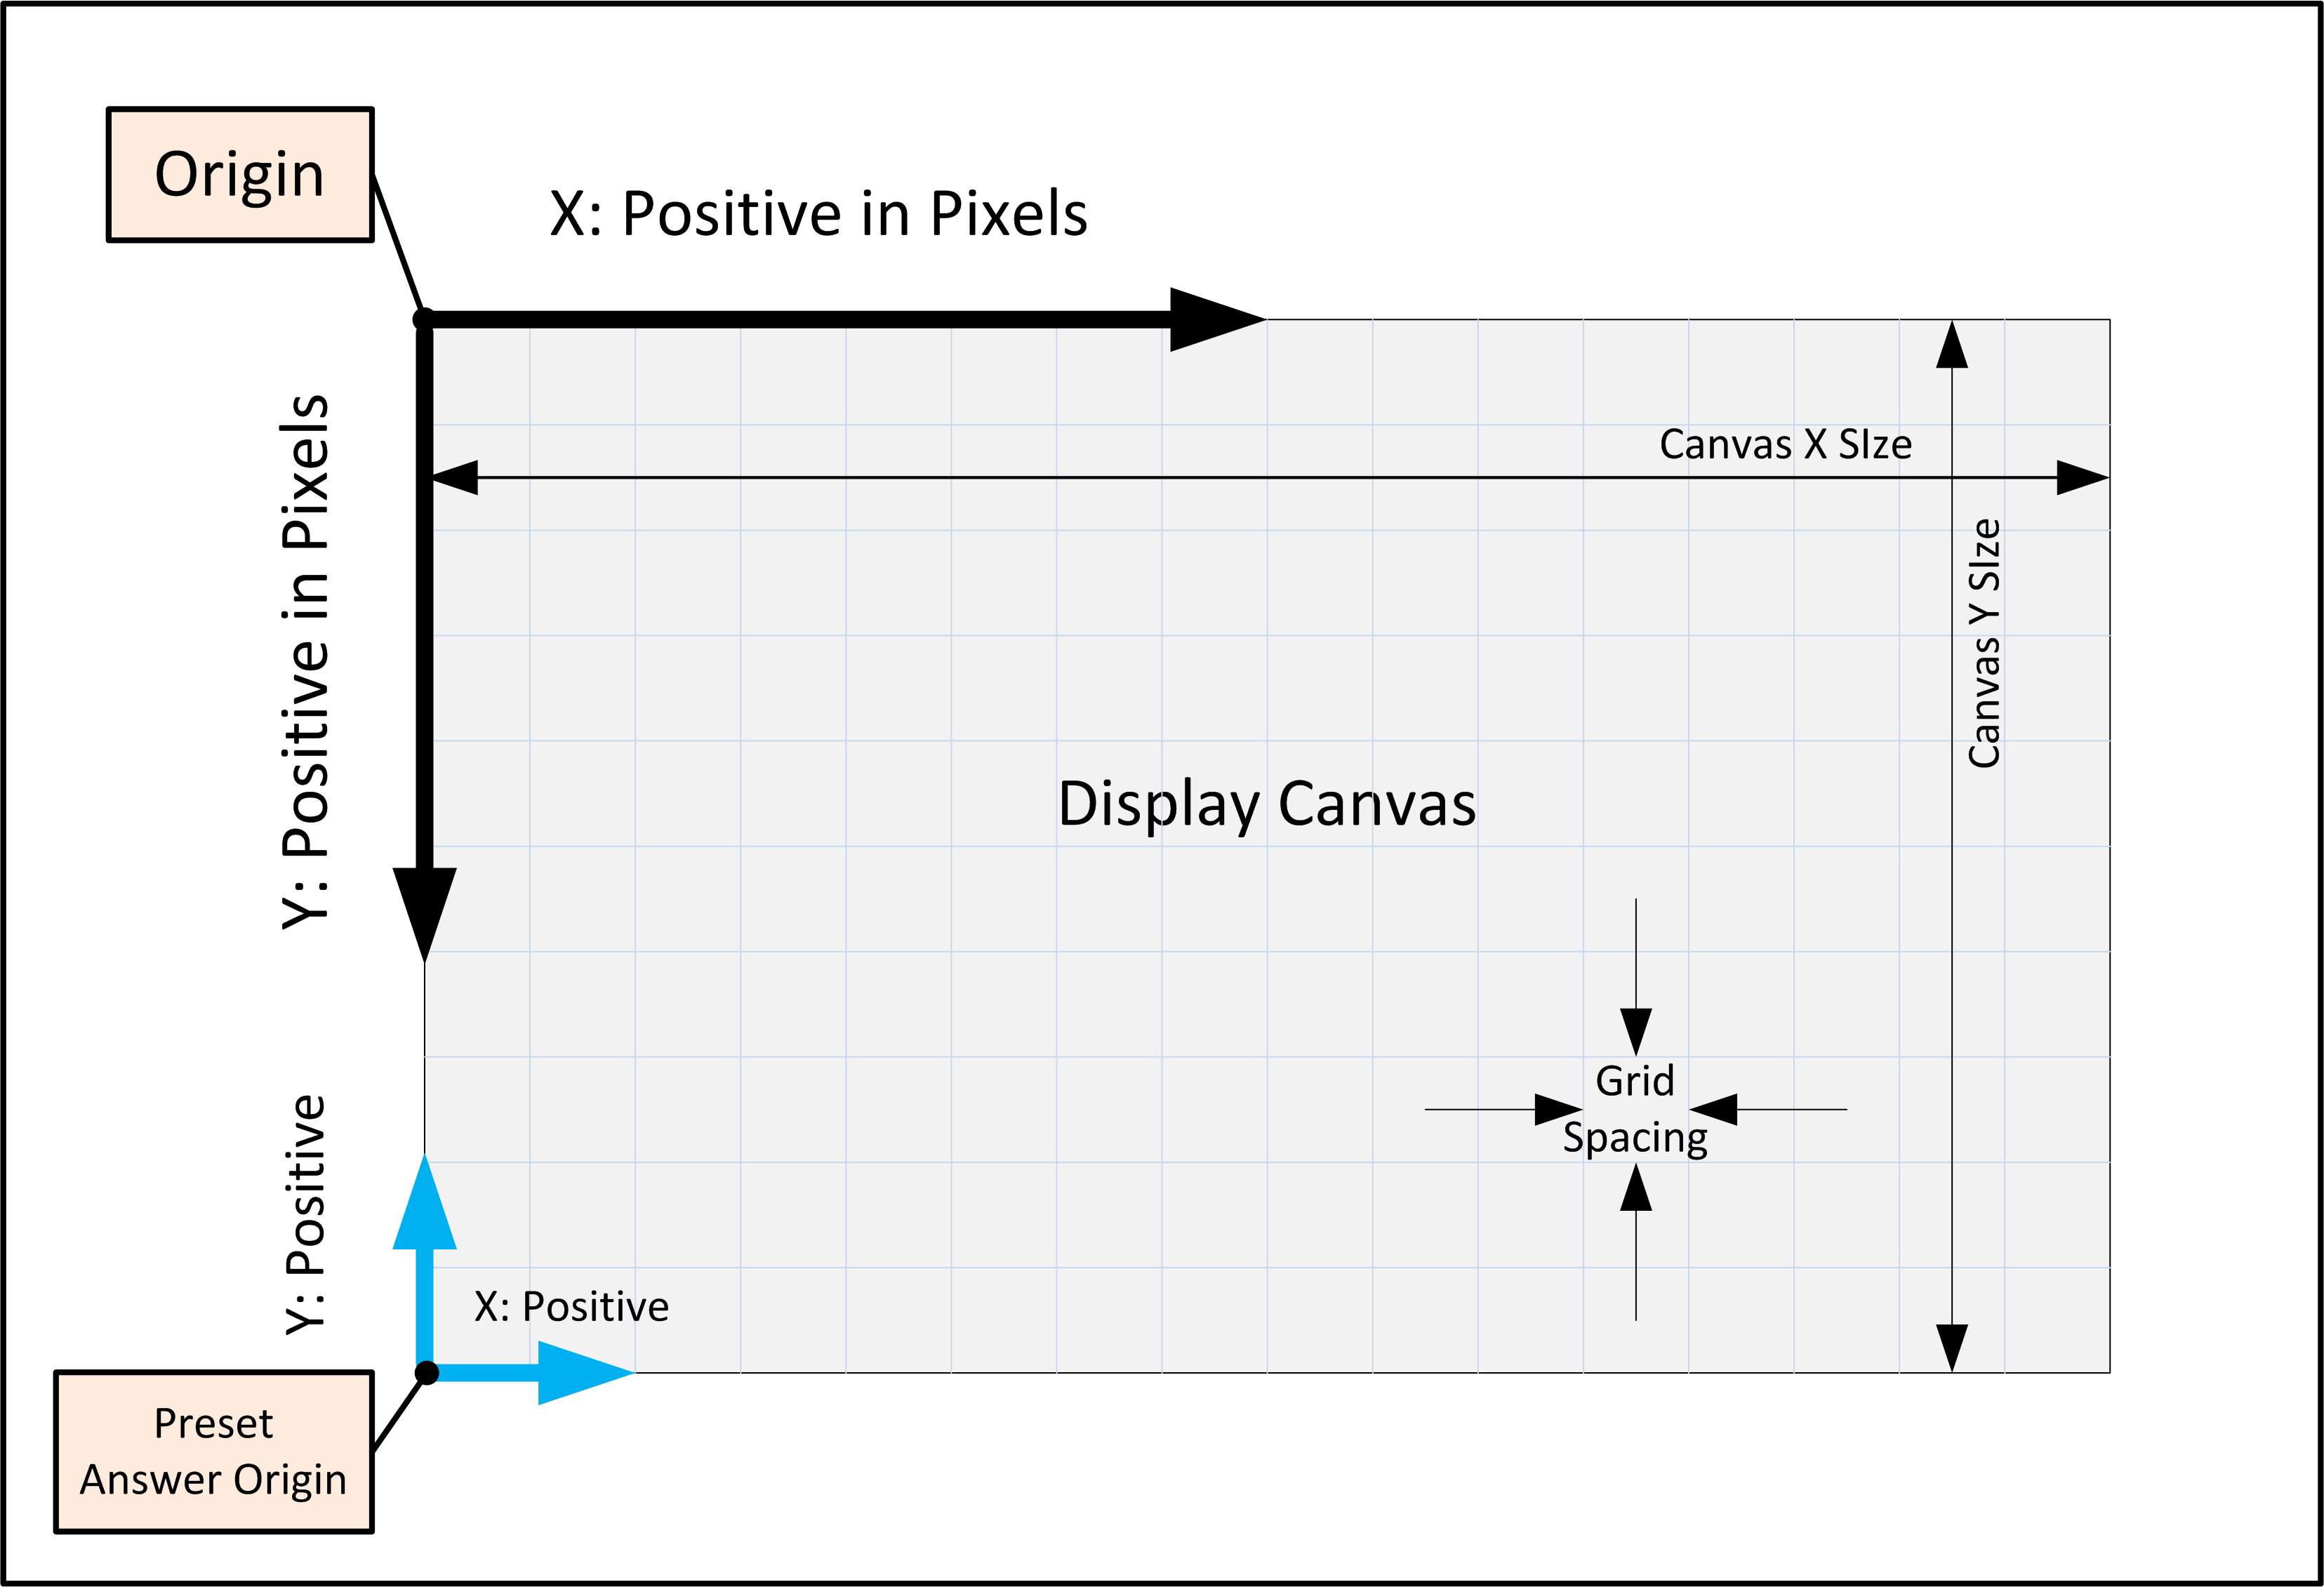 Origin
X: Positive in Pixels
Y: Positive in Pixels
Canvas X SIze
Canvas Y SIze
Display Canvas
Grid
Spacing
Y: Positive
X: Positive
Preset
Answer Origin